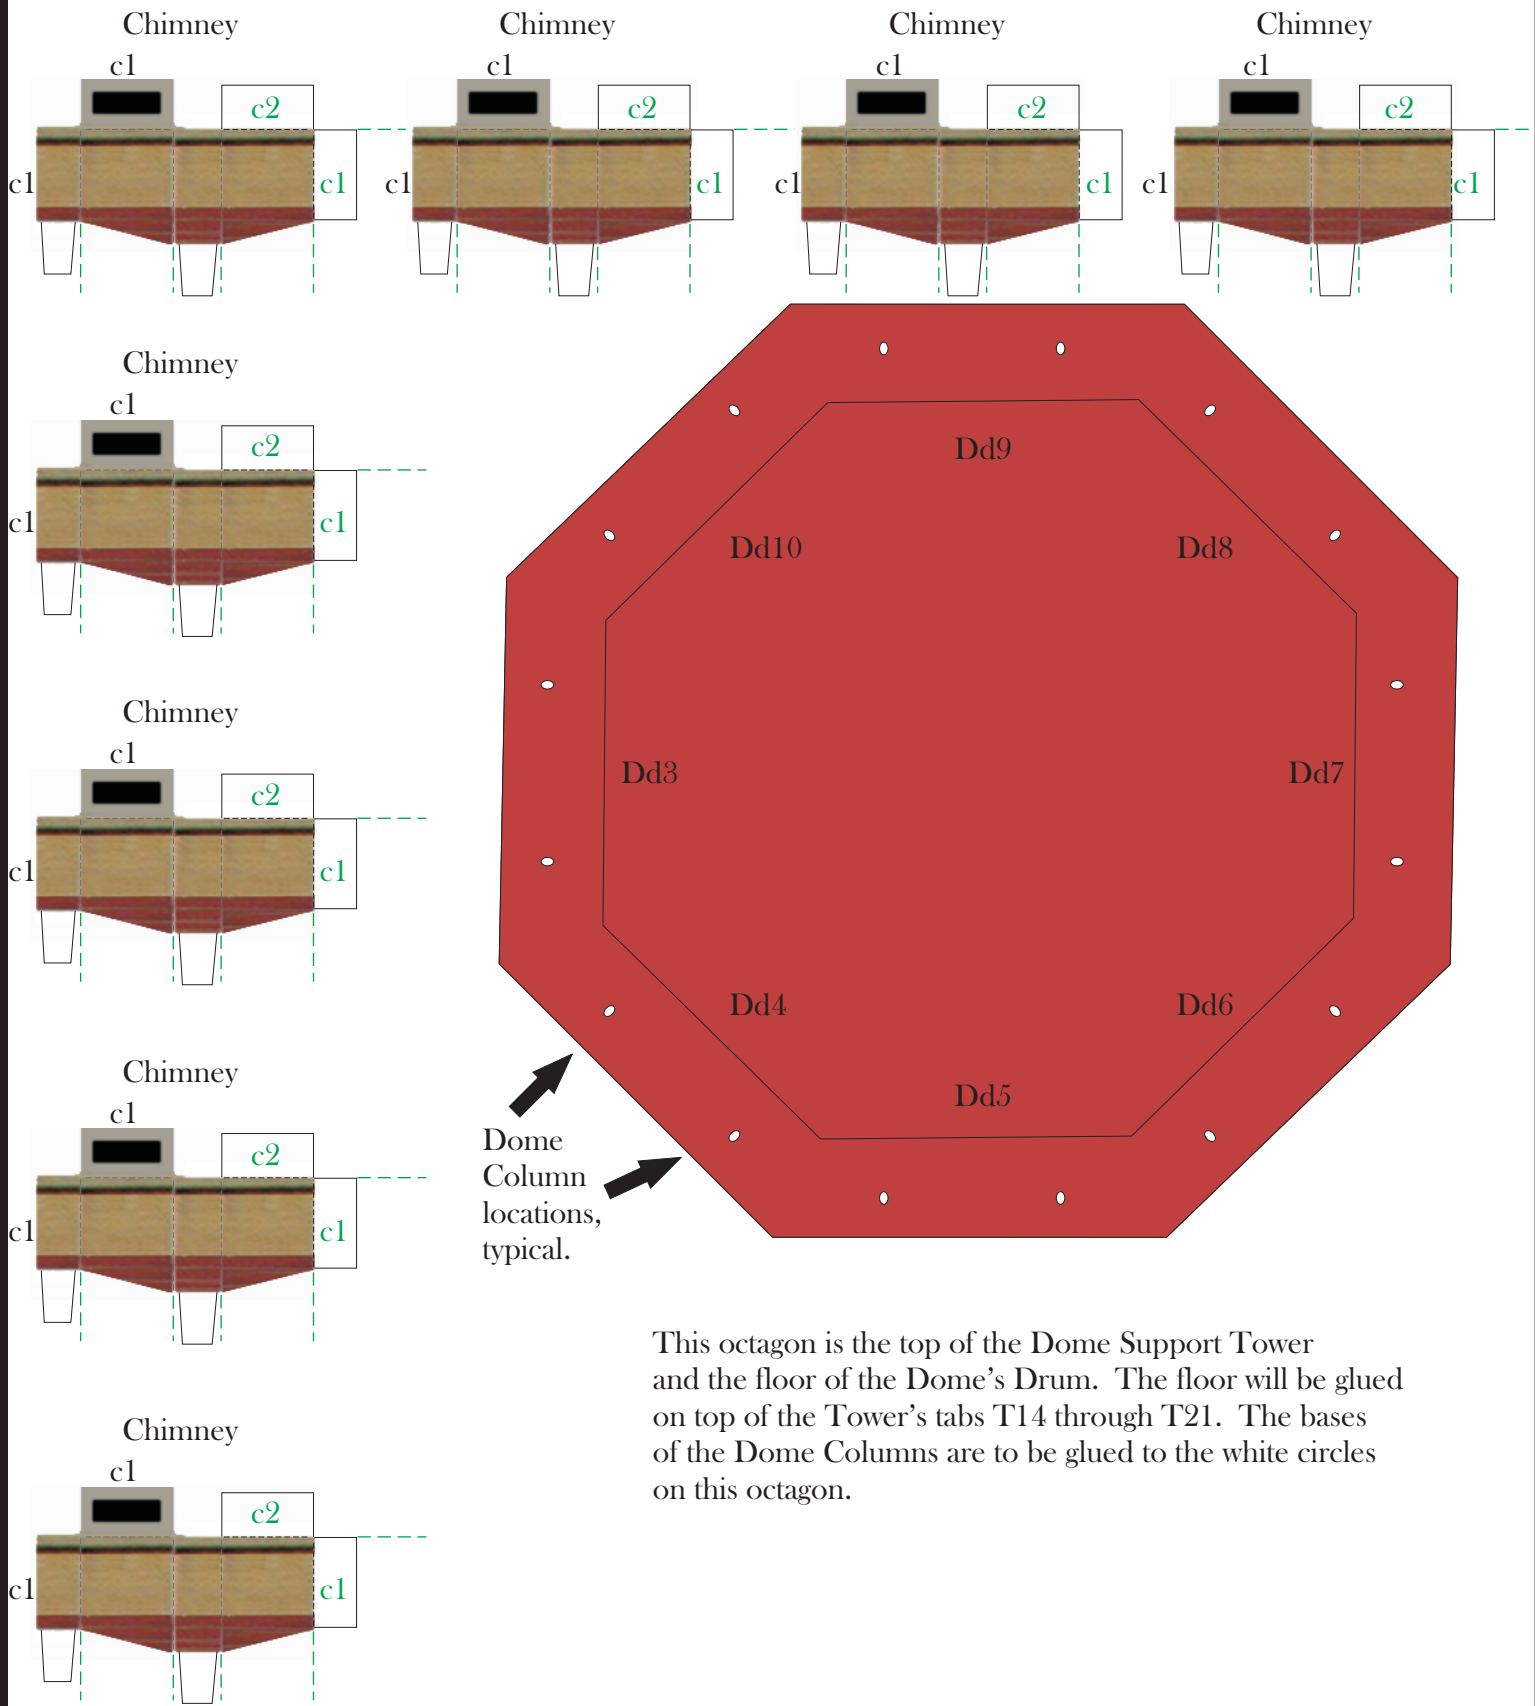 Chimney
Chimney
Chimney
Chimney
c1
c1
c1
c1
c2
c2
c2
c2
c1
c1
c1
c1
c1
c1
c1
c1
Chimney
c1
c2
c1
c1
Chimney
c1
c2
c1
c1
Chimney
c1
c2
c1
c1
Chimney
c1
c2
c1
c1
Dd9
Dd10
Dd8
Dd3
Dd7
Dd4
Dd6
Dd5
Dome
Column
locations,
typical.
This octagon is the top of the Dome Support Tower
and the floor of the Dome’s Drum.  The floor will be glued
on top of the Tower’s tabs T14 through T21.  The bases
of the Dome Columns are to be glued to the white circles
on this octagon.